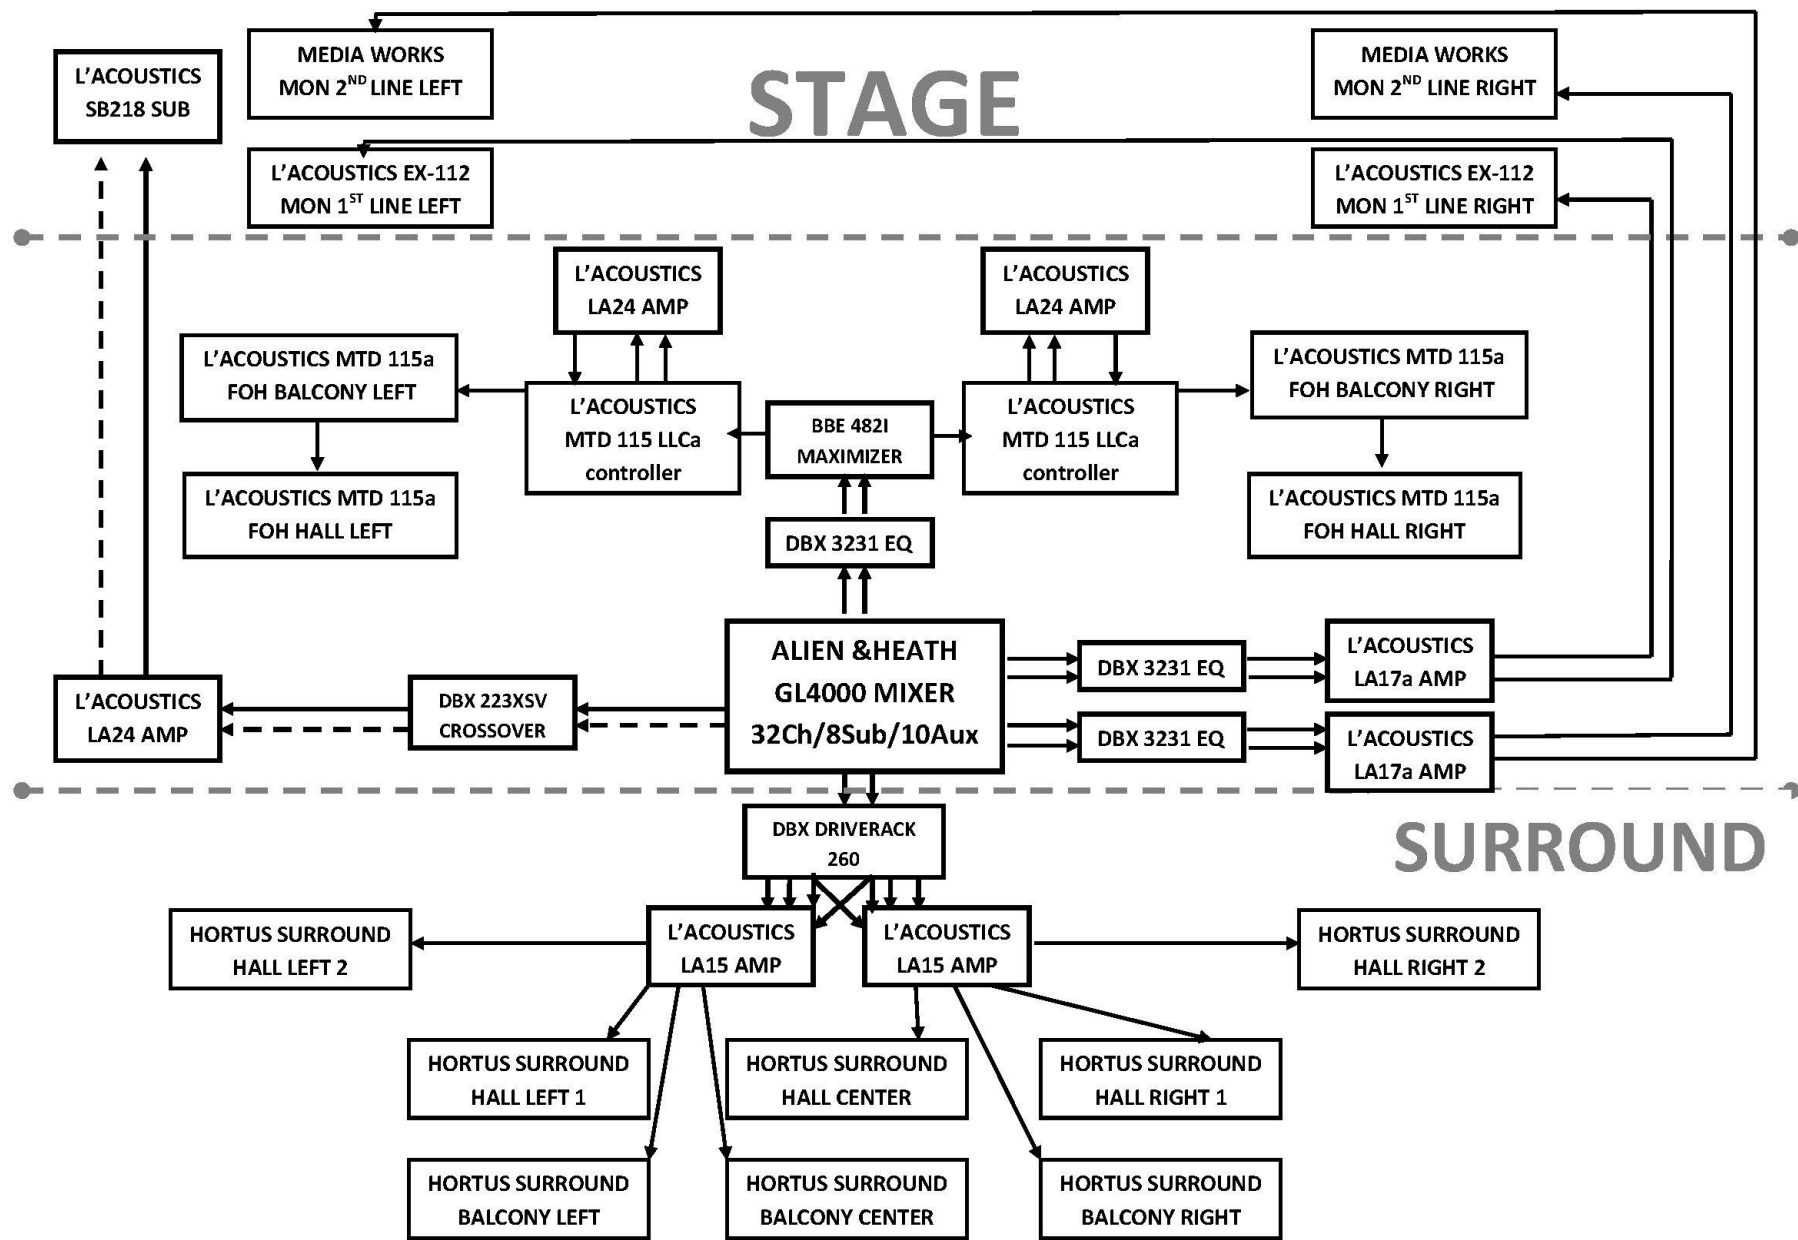 MEDIA WORKS
MON 2ND LINE LEFT
MEDIA WORKS
MON 2ND LINE RIGHT
L'ACOUSTICS
SB218 SUB
STAGE
L'ACOUSTICS EX-112
MON 1ST LINE LEFT
L'ACOUSTICS EX-112
MON 1ST LINE RIGHT
L'ACOUSTICS
LA24 AMP
L'ACOUSTICS
LA24 AMP
L'ACOUSTICS MTD 115a
FOH BALCONY LEFT
L'ACOUSTICS
MTD 115 LLCa
controller
BBE 482I
MAXIMIZER
L'ACOUSTICS
MTD 115 LLCa
controller
L'ACOUSTICS MTD 115a
FOH BALCONY RIGHT
L'ACOUSTICS MTD 115a
FOH HALL LEFT
DBX 3231 EQ
L'ACOUSTICS MTD 115a
FOH HALL RIGHT
L'ACOUSTICS
LA24 AMP
DBX 223XSV
CROSSOVER
ALIEN &HEATH
GL4000 MIXER
32Ch/8Sub/10Aux
DBX 3231 EQ
L'ACOUSTICS
LA17a AMP
DBX 3231 EQ
L'ACOUSTICS
LA17a AMP
DBX DRIVERACK
260
SURROUND
HORTUS SURROUND
HALL LEFT 2
L'ACOUSTICS
LA15 AMP
L'ACOUSTICS
LA15 AMP
HORTUS SURROUND
HALL RIGHT 2
HORTUS SURROUND
HALL LEFT 1
HORTUS SURROUND
HALL CENTER
HORTUS SURROUND
HALL RIGHT 1
HORTUS SURROUND
BALCONY LEFT
HORTUS SURROUND
BALCONY CENTER
HORTUS SURROUND
BALCONY RIGHT